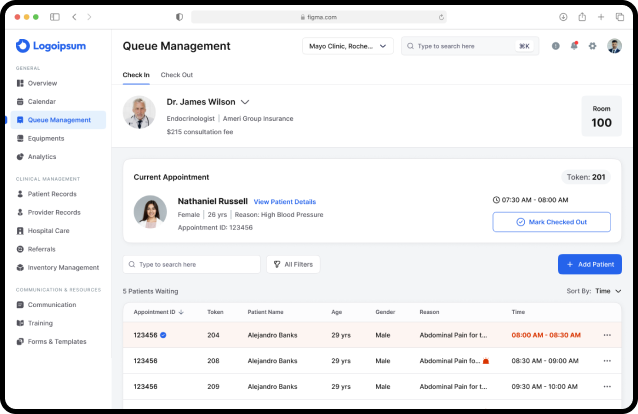 figma.com
Logoipsum
GENERAL
Overview
Calendar
Queue Management
Equipments
Analytics
CLINICAL MANAGEMENT
Patient Records
Provider Records
Hospital Care
Referrals
Inventory Management
COMMUNICATION & RESOURCES
Communication
Training
Forms & Templates
Queue Management
Mayo Clinic, Roche...
Type to search here
⌘K
Check In
Check Out
Dr. James Wilson
Endocrinologist | Ameri Group Insurance
$215 consultation fee
Room
100
Current Appointment
Token: 201
Nathaniel Russell View Patient Details
Female | 26 yrs | Reason: High Blood Pressure
Appointment ID: 123456
07:30 AM - 08:00 AM
Mark Checked Out
Type to search here
All Filters
+ Add Patient
5 Patients Waiting
Sort By: Time
Appointment ID ↓ Token Patient Name Age Gender Reason Time
123456 204 Alejandro Banks 29 yrs Male Abdominal Pain for t... 08:00 AM - 08:30 AM
123456 208 Alejandro Banks 29 yrs Male Abdominal Pain fo... 08:30 AM - 09:00 AM
123456 209 Alejandro Banks 29 yrs Male Abdominal Pain for t... 09:30 AM - 10:00 AM